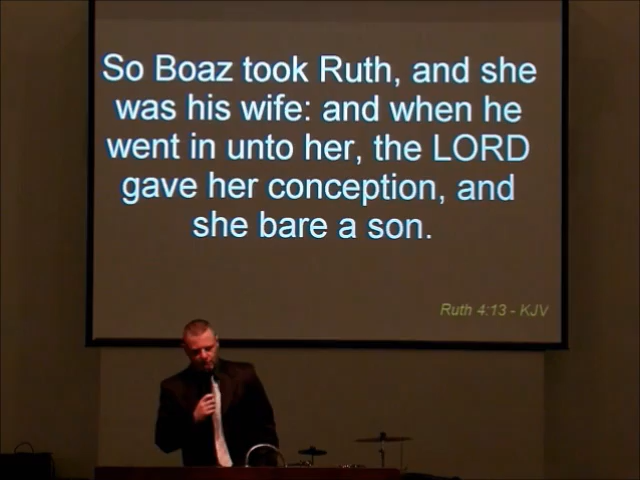 So Boaz took Ruth, and she
was his wife: and when he
went in unto her, the LORD
gave her conception, and
she bare a son.
Ruth 4:13 - KJV